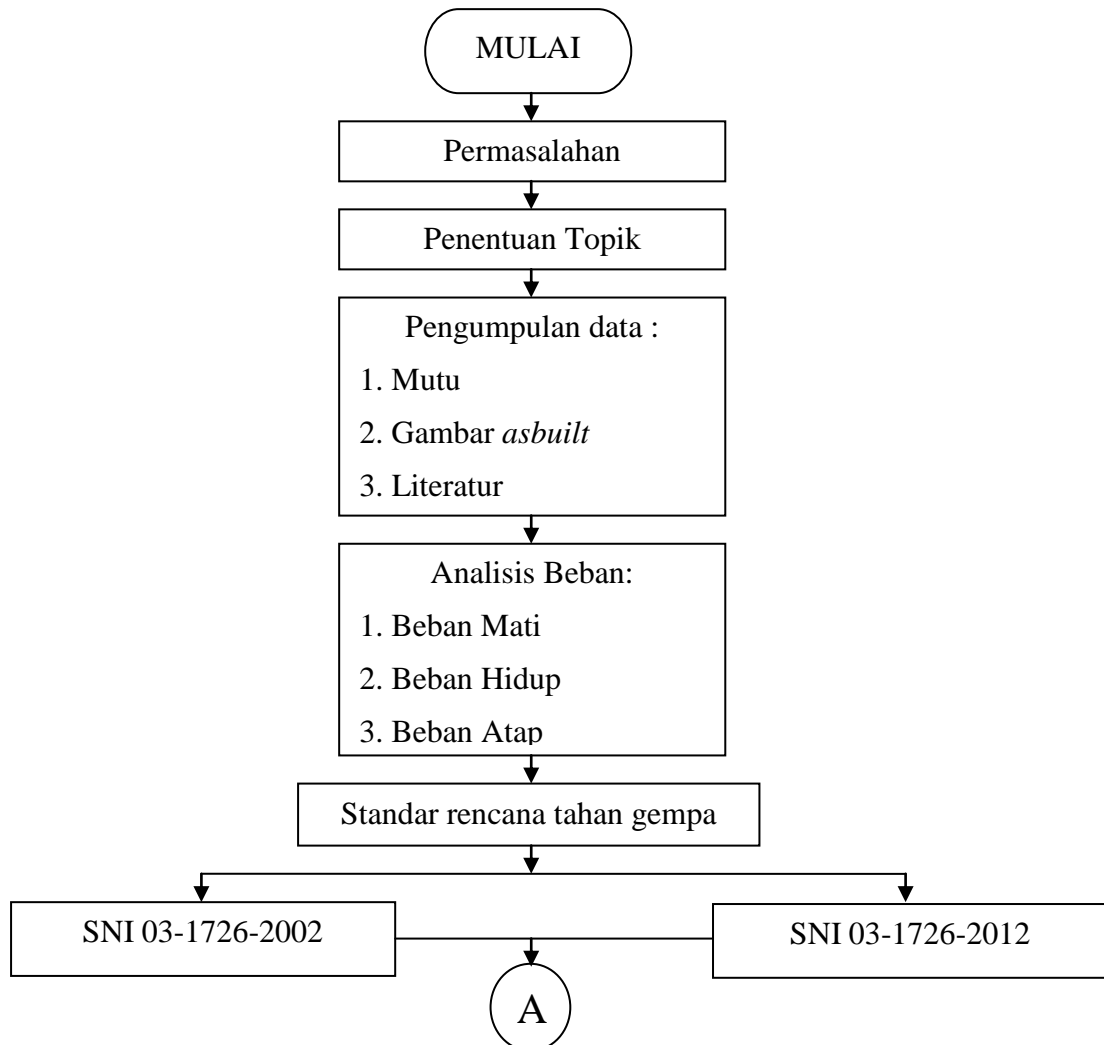 MULAI
Permasalahan
Penentuan Topik
Pengumpulan data :
1. Mutu
2. Gambar asbuilt
3. Literatur
Analisis Beban:
1. Beban Mati
2. Beban Hidup
3. Beban Atap
Standar rencana tahan gempa
SNI 03-1726-2002
SNI 03-1726-2012
A